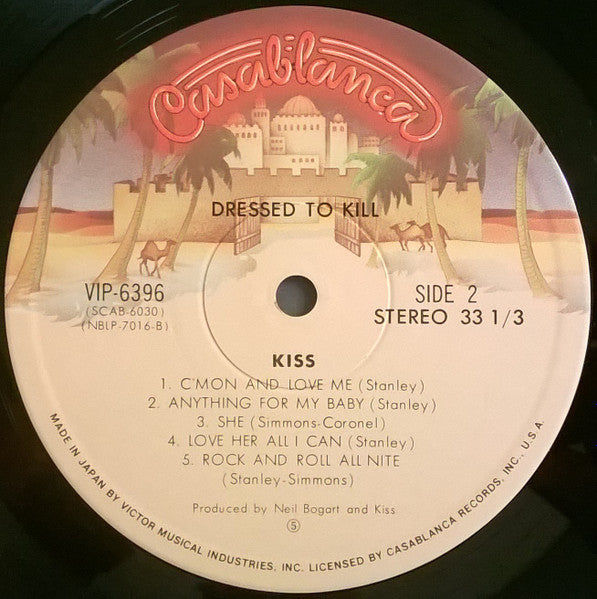 Casablanca
DRESSED TO KILL
VIP-6396
(SCAB-6030)
(NBLP-7016-B)
SIDE 2
STEREO 33 1/3
KISS
1. C'MON AND LOVE ME (Stanley)
2. ANYTHING FOR MY BABY (Stanley)
3. SHE (Simmons-Coronel)
4. LOVE HER ALL I CAN (Stanley)
5. ROCK AND ROLL ALL NITE
(Stanley-Simmons)
Produced by Neil Bogart and Kiss
Ⓢ
MADE IN JAPAN BY VICTOR MUSICAL INDUSTRIES, INC. LICENSED BY CASABLANCA RECORDS, INC., U.S.A.